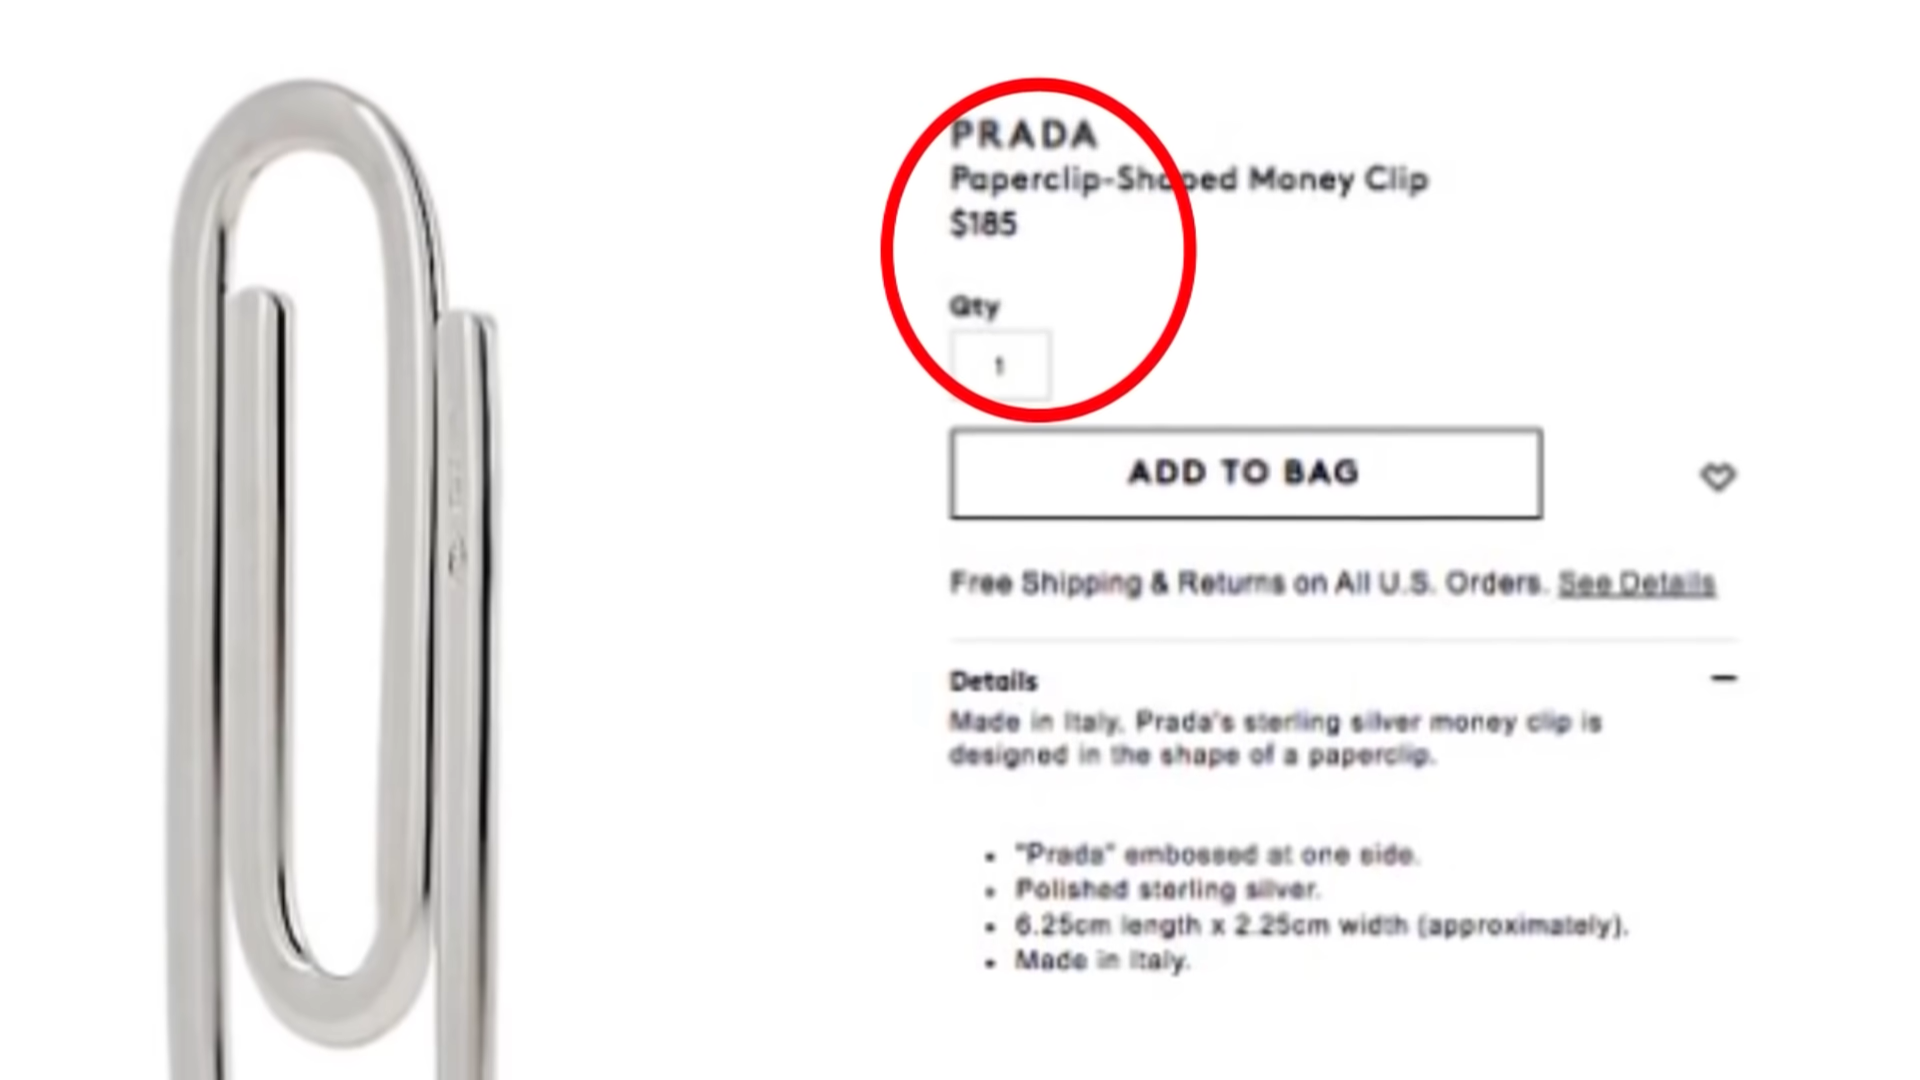 PRADA
Paperclip-Shaped Money Clip
$185
Qty
1
ADD TO BAG
Free Shipping & Returns on All U.S. Orders. See Details
Details
Made in Italy, Prada's sterling silver money clip is
designed in the shape of a paperclip.
• "Prada" embossed at one side.
• Polished sterling silver.
• 6.25cm length x 2.25cm width (approximately).
• Made in Italy.